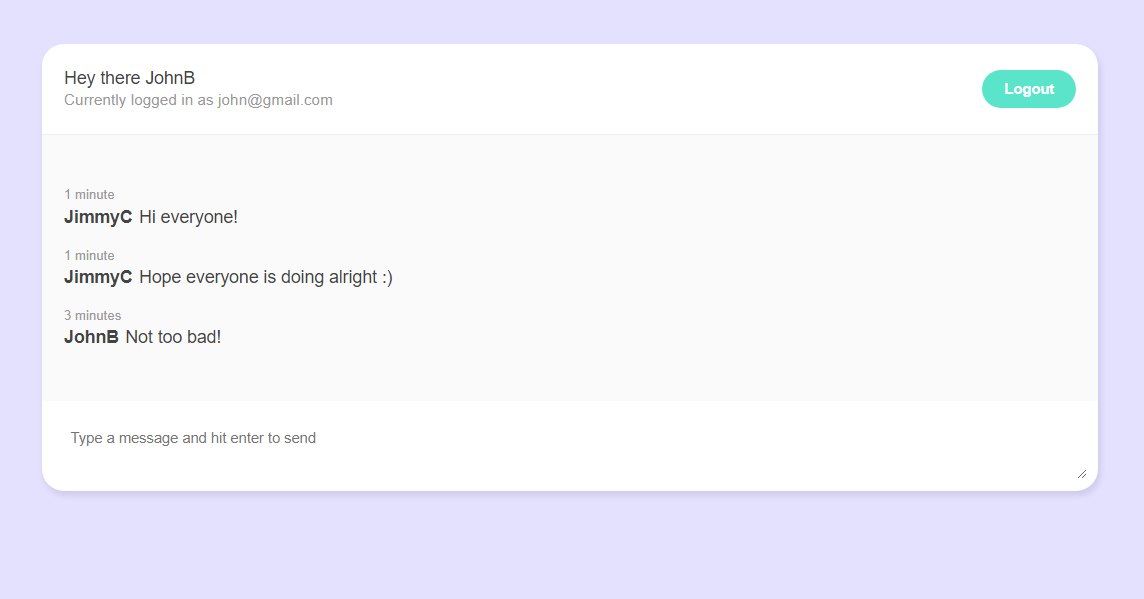 Hey there JohnB
Currently logged in as john@gmail.com
Logout
1 minute
JimmyC Hi everyone!
1 minute
JimmyC Hope everyone is doing alright :)
3 minutes
JohnB Not too bad!
Type a message and hit enter to send